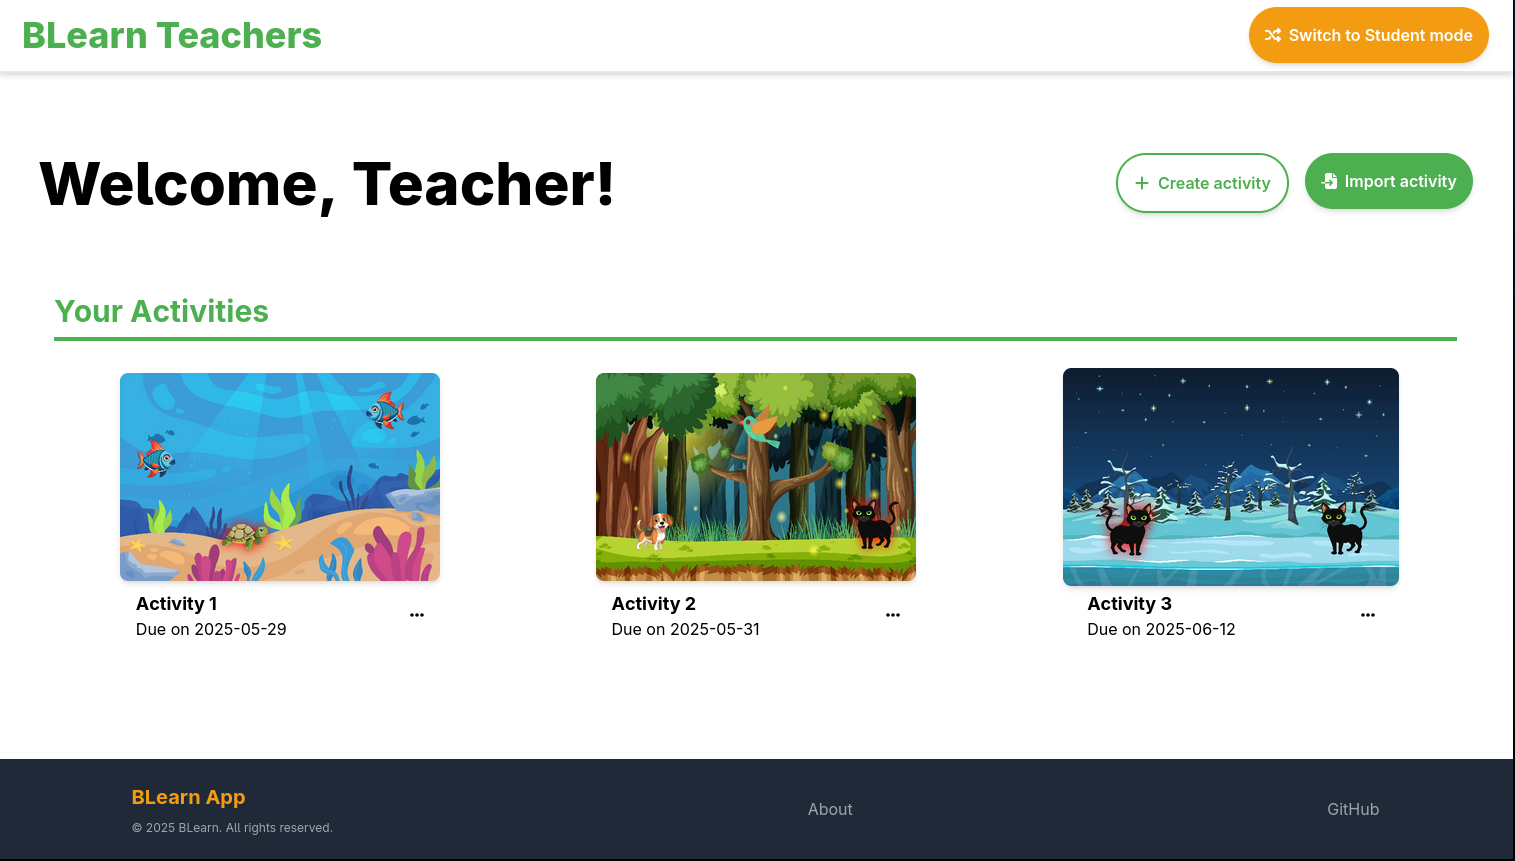 BLearn Teachers
Switch to Student mode
Welcome, Teacher!
Create activity
Import activity
Your Activities
Activity 1
Due on 2025-05-29
Activity 2
Due on 2025-05-31
Activity 3
Due on 2025-06-12
BLearn App
© 2025 BLearn. All rights reserved.
About
GitHub